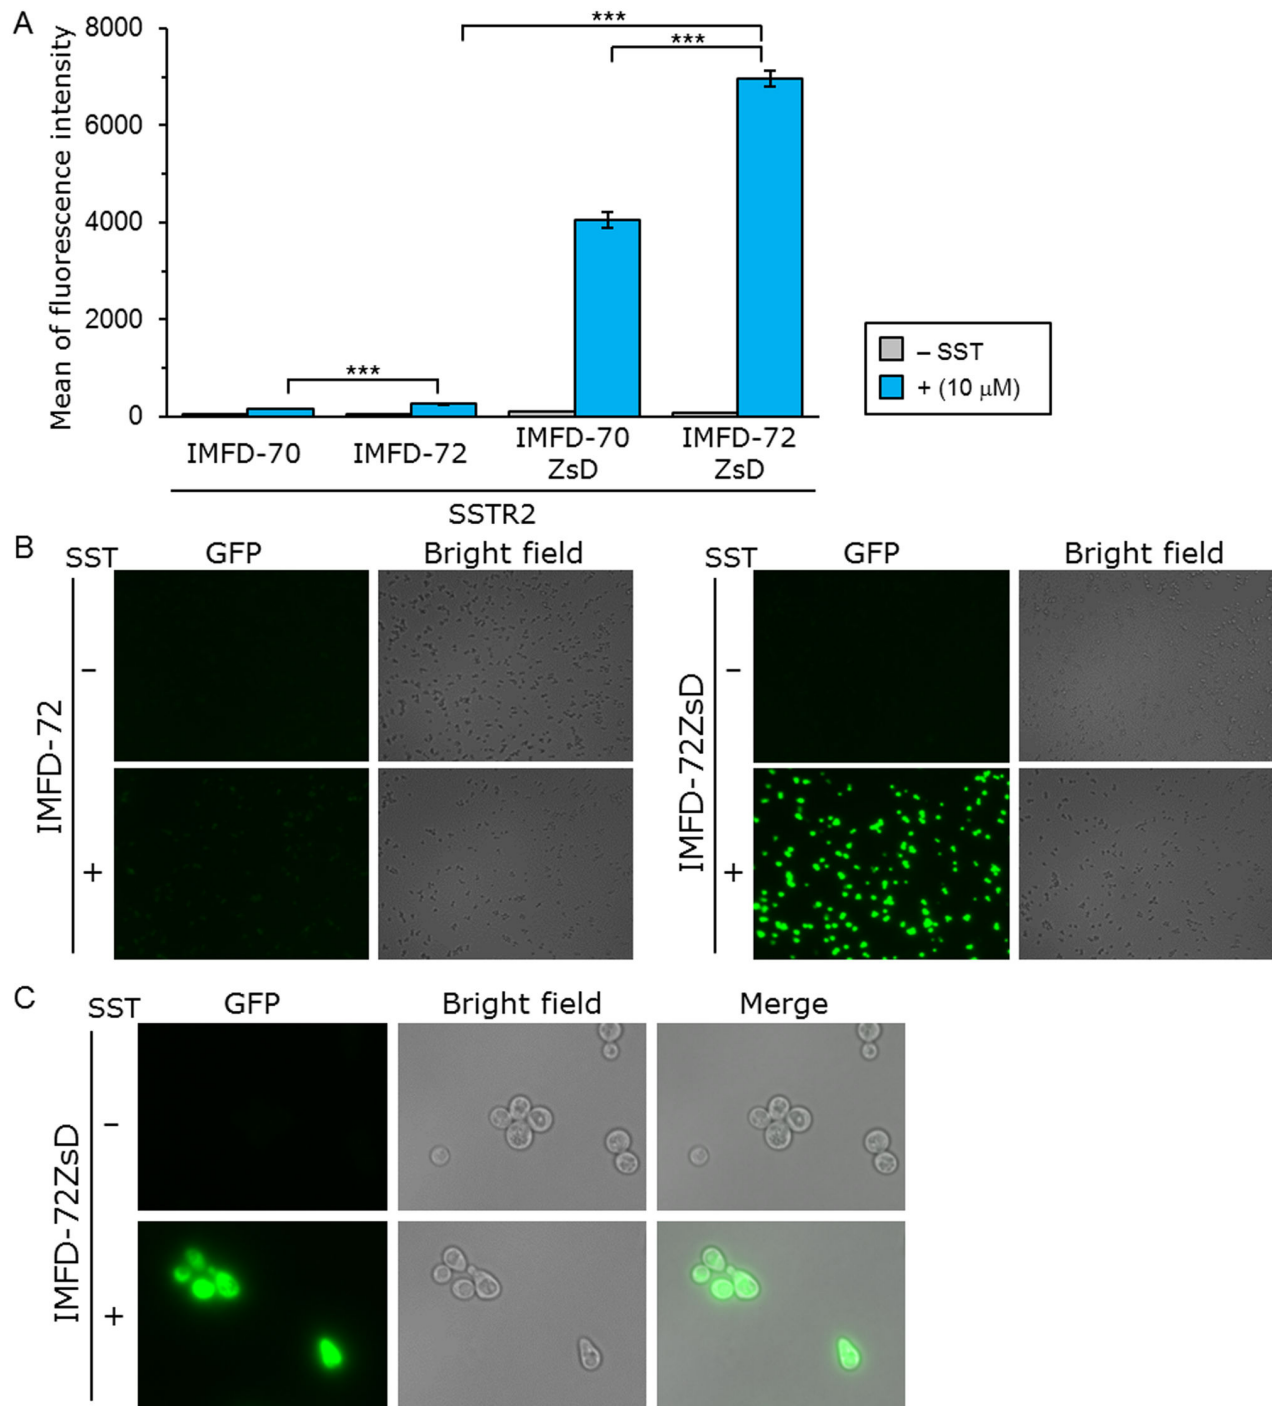 A
Mean of fluorescence intensity
8000
6000
4000
2000
0
***
***
***
IMFD-70
IMFD-72
IMFD-70
ZsD
IMFD-72
ZsD
SSTR2
– SST
+ (10 μM)
B
SST
GFP
Bright field
IMFD-72
–
+
SST
GFP
Bright field
IMFD-72ZsD
–
+
C
SST
GFP
Bright field
Merge
IMFD-72ZsD
–
+